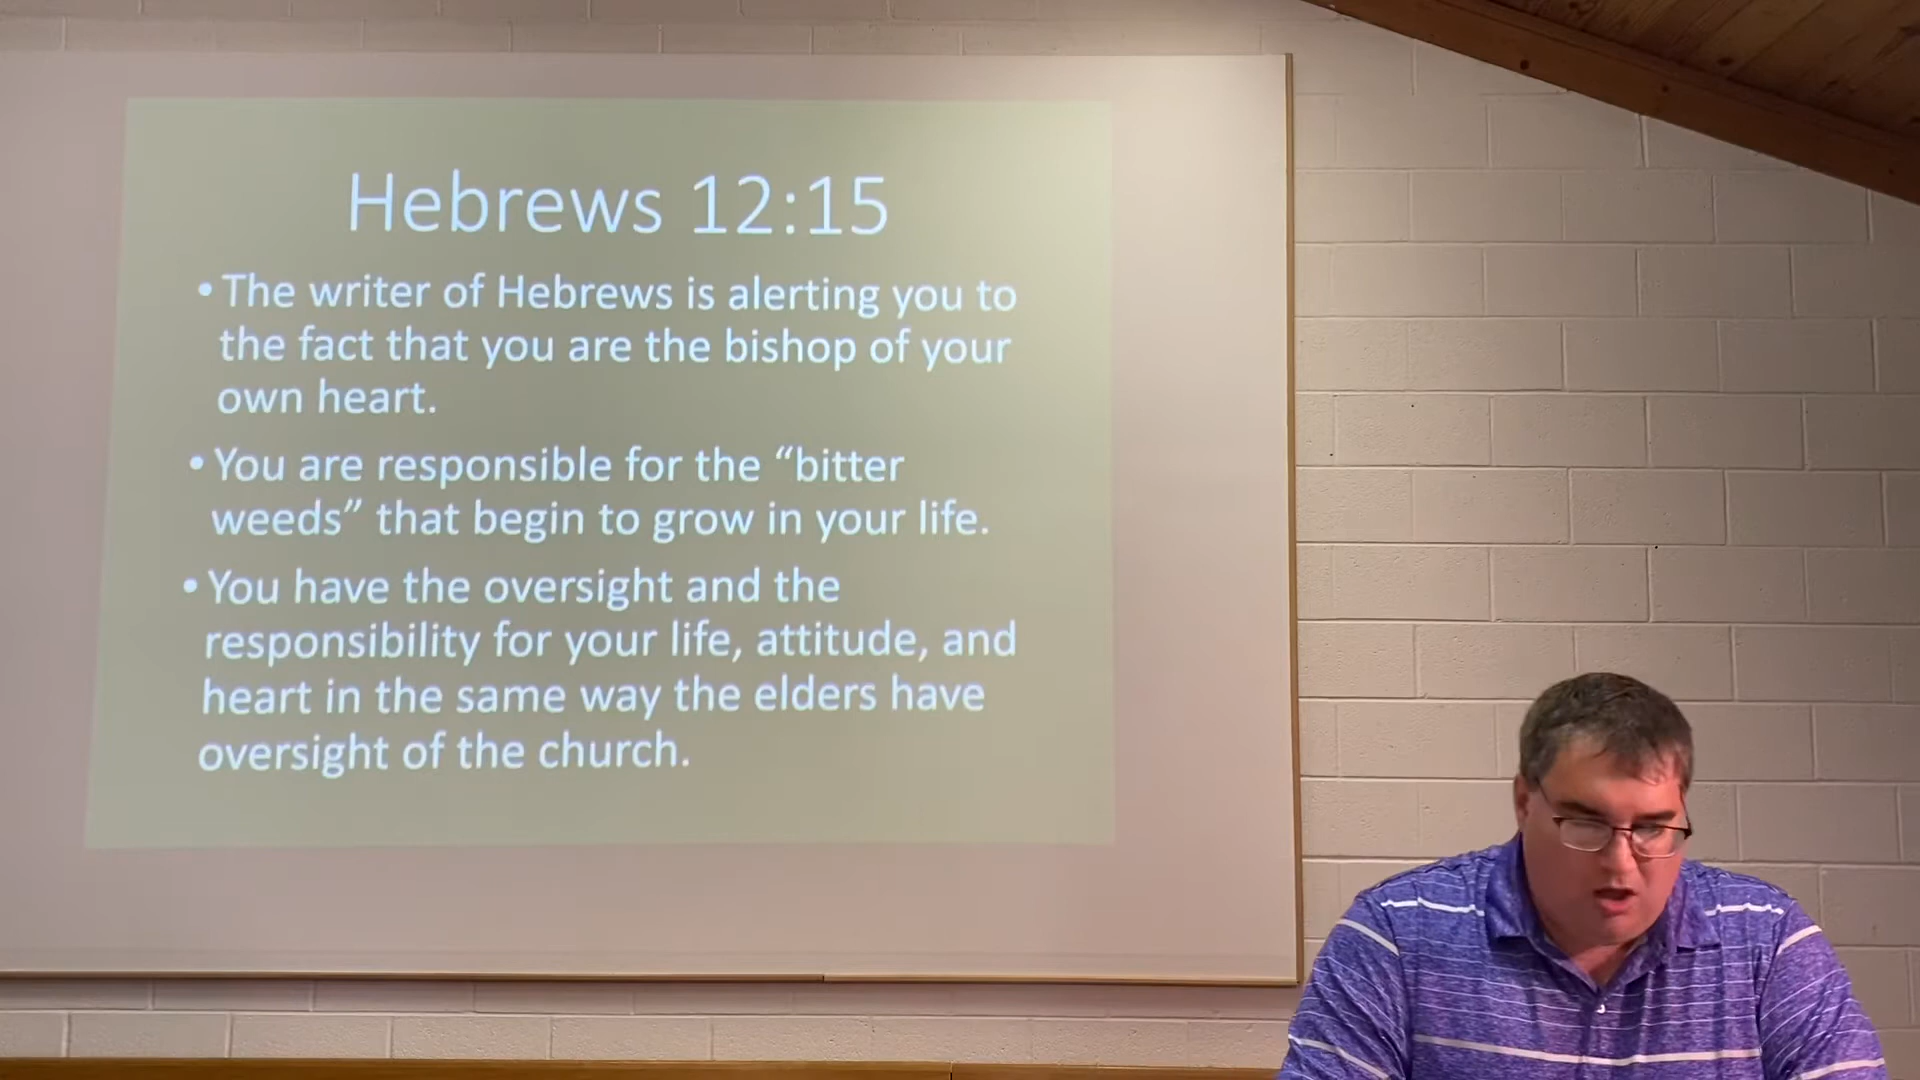 Hebrews 12:15
• The writer of Hebrews is alerting you to
the fact that you are the bishop of your
own heart.
• You are responsible for the “bitter
weeds” that begin to grow in your life.
• You have the oversight and the
responsibility for your life, attitude, and
heart in the same way the elders have
oversight of the church.